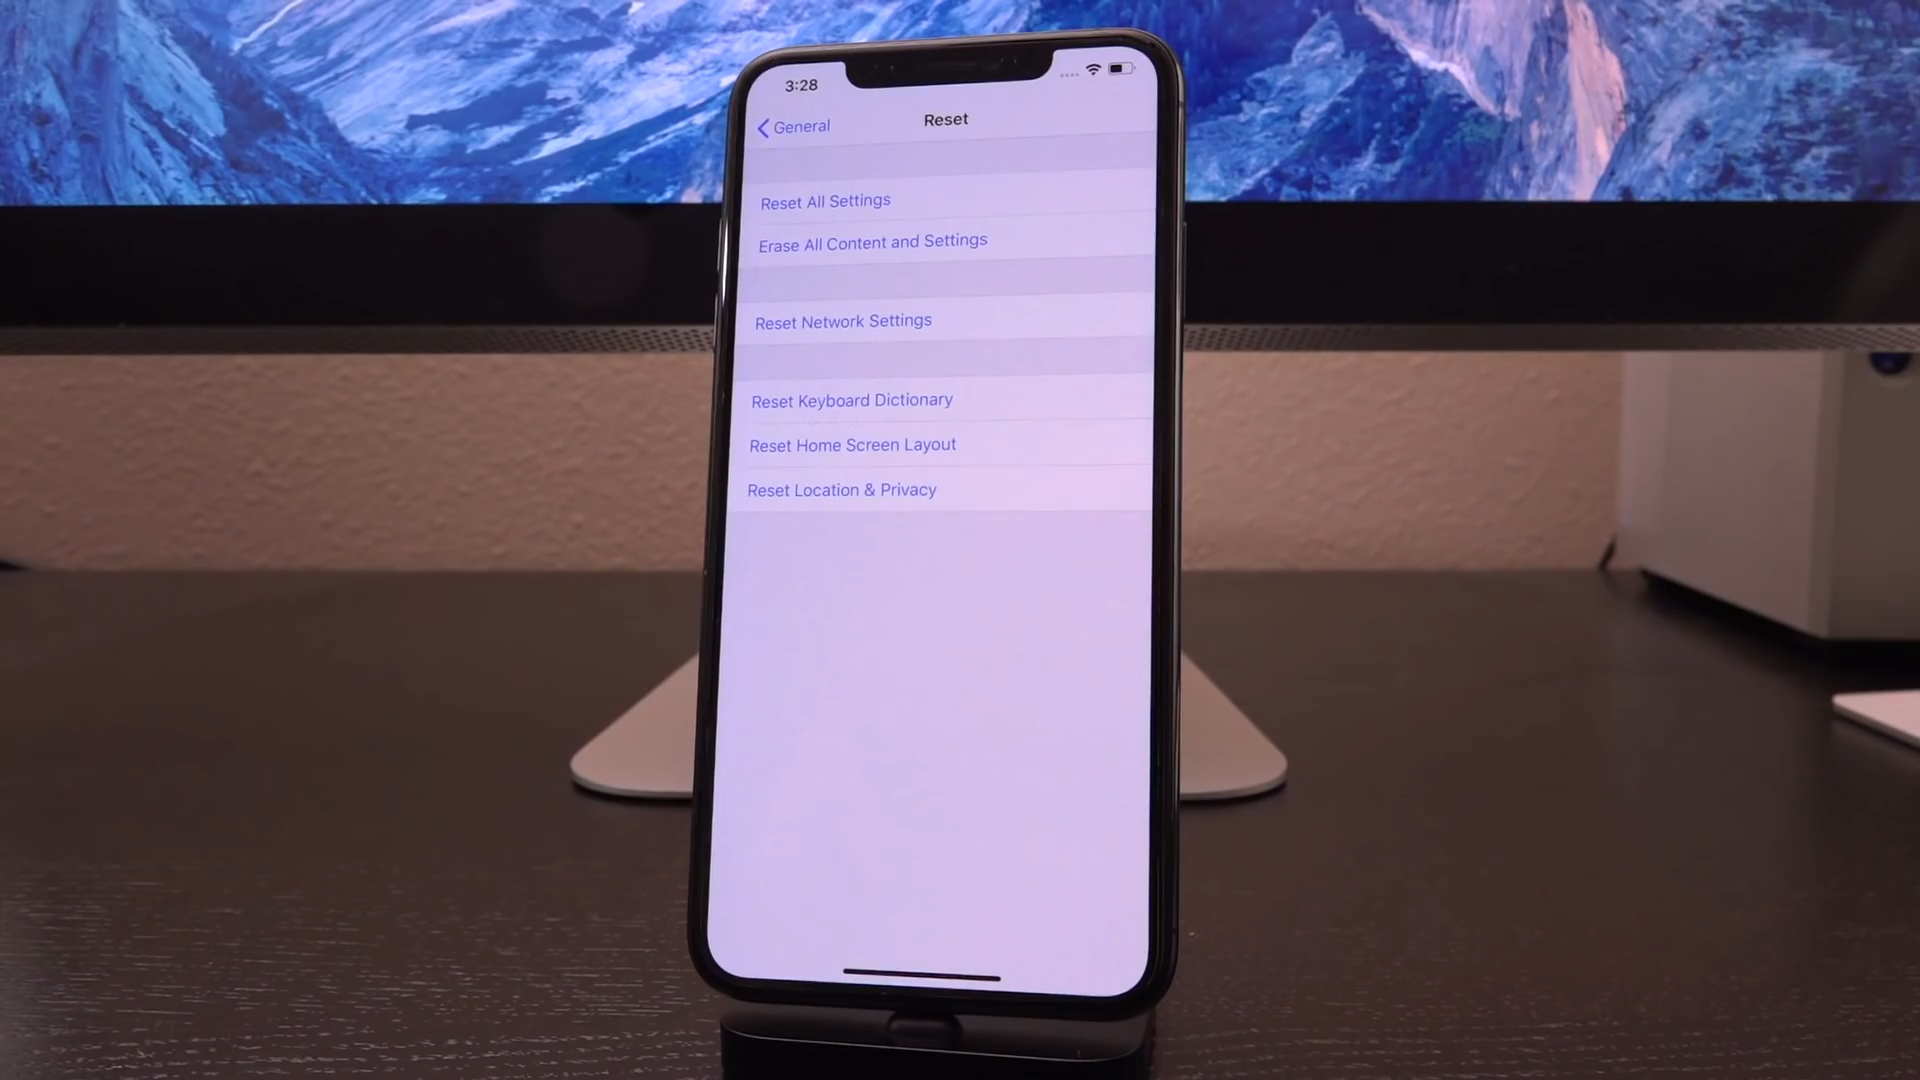 3:28
General
Reset
Reset All Settings
Erase All Content and Settings
Reset Network Settings
Reset Keyboard Dictionary
Reset Home Screen Layout
Reset Location & Privacy